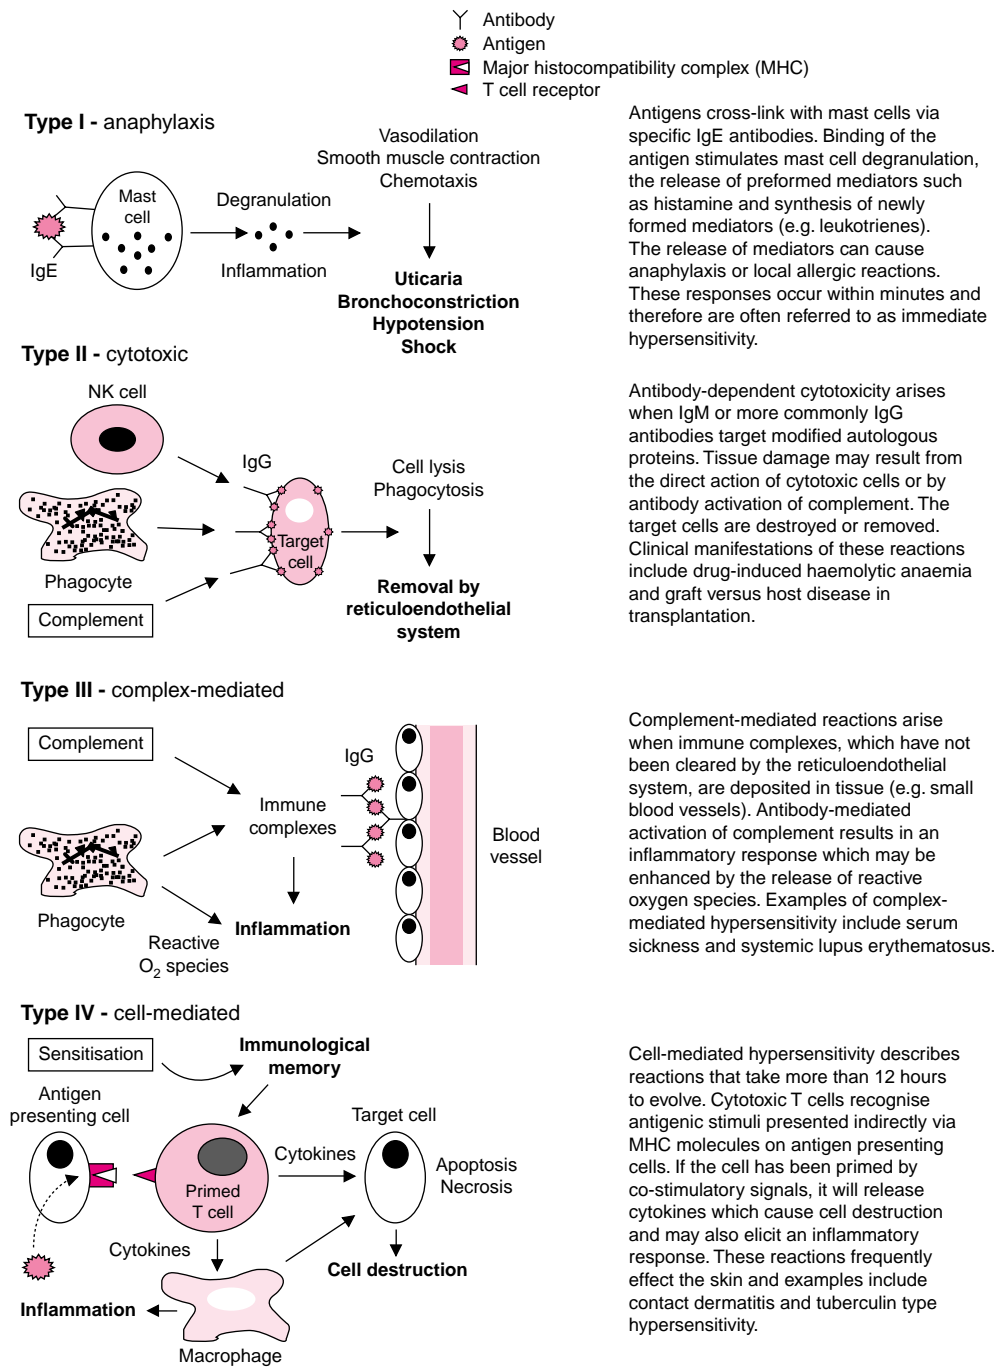 Antibody
Antigen
Major histocompatibility complex (MHC)
T cell receptor
Type I - anaphylaxis
Mast
cell
IgE
Degranulation
Inflammation
Vasodilation
Smooth muscle contraction
Chemotaxis
Uticaria
Bronchoconstriction
Hypotension
Shock
Antigens cross-link with mast cells via
specific IgE antibodies. Binding of the
antigen stimulates mast cell degranulation,
the release of preformed mediators such
as histamine and synthesis of newly
formed mediators (e.g. leukotrienes).
The release of mediators can cause
anaphylaxis or local allergic reactions.
These responses occur within minutes and
therefore are often referred to as immediate
hypersensitivity.
Type II - cytotoxic
NK cell
Phagocyte
Complement
IgG
Target
cell
Cell lysis
Phagocytosis
Removal by
reticuloendothelial
system
Antibody-dependent cytotoxicity arises
when IgM or more commonly IgG
antibodies target modified autologous
proteins. Tissue damage may result from
the direct action of cytotoxic cells or by
antibody activation of complement. The
target cells are destroyed or removed.
Clinical manifestations of these reactions
include drug-induced haemolytic anaemia
and graft versus host disease in
transplantation.
Type III - complex-mediated
Complement
Phagocyte
Immune
complexes
IgG
Inflammation
Reactive
O2 species
Blood
vessel
Complement-mediated reactions arise
when immune complexes, which have not
been cleared by the reticuloendothelial
system, are deposited in tissue (e.g. small
blood vessels). Antibody-mediated
activation of complement results in an
inflammatory response which may be
enhanced by the release of reactive
oxygen species. Examples of complex-
mediated hypersensitivity include serum
sickness and systemic lupus erythematosus.
Type IV - cell-mediated
Sensitisation
Immunological
memory
Antigen
presenting cell
Primed
T cell
Cytokines
Target cell
Apoptosis
Necrosis
Cytokines
Cell destruction
Inflammation
Macrophage
Cell-mediated hypersensitivity describes
reactions that take more than 12 hours
to evolve. Cytotoxic T cells recognise
antigenic stimuli presented indirectly via
MHC molecules on antigen presenting
cells. If the cell has been primed by
co-stimulatory signals, it will release
cytokines which cause cell destruction
and may also elicit an inflammatory
response. These reactions frequently
effect the skin and examples include
contact dermatitis and tuberculin type
hypersensitivity.